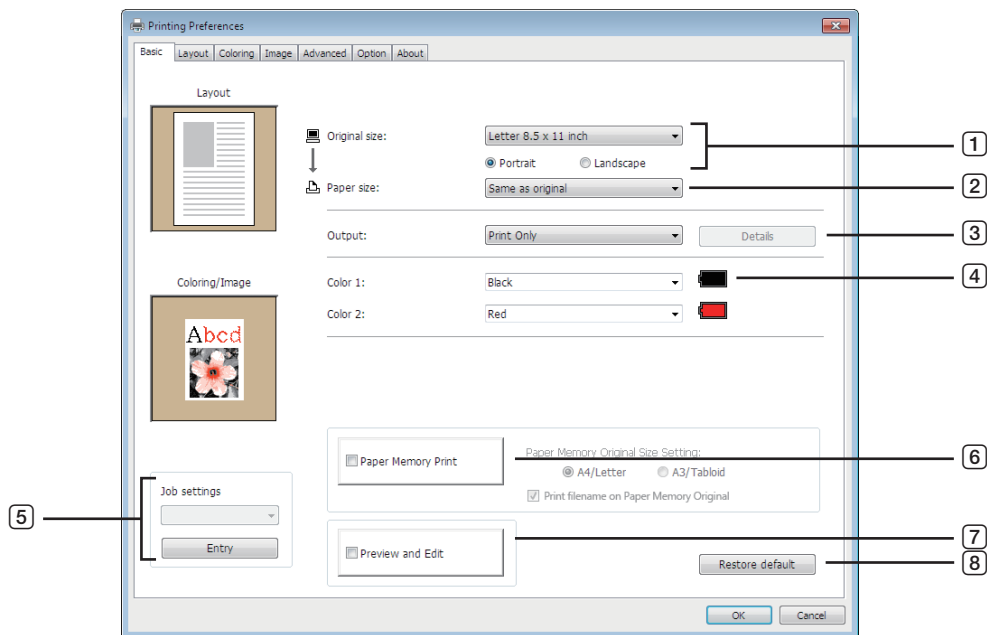 Printing Preferences
Basic Layout Coloring Image Advanced Option About
Layout
Original size: Letter 8.5 x 11 inch
1
Portrait Landscape
Paper size: Same as original
2
Output: Print Only Details
3
Coloring/Image
Color 1: Black
4
Color 2: Red
Abcd
Paper Memory Print
Paper Memory Original Size Setting:
6
A4/Letter A3/Tabloid
Print filename on Paper Memory Original
Job settings
5
Entry
Preview and Edit
7
Restore default
8
OK Cancel